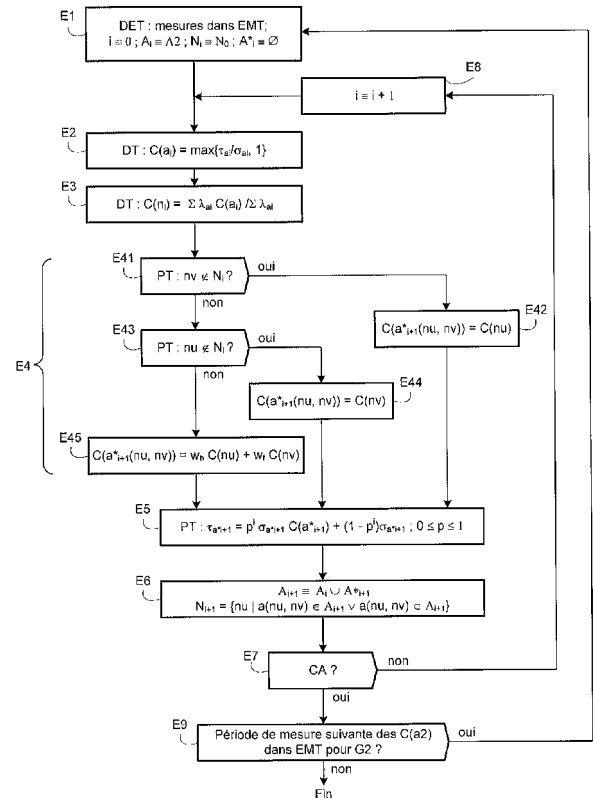 E1
DET : mesures dans EMT;
i ≡ 0 ; Ai ≡ Λ2 ; Ni ≡ N0 ; A*i ≡ ∅
E8
i ≡ i + 1
E2
DT : C(ai) = max{τai/σai, 1}
E3
DT : C(ni) = Σ λai C(ai) /Σ λai
E41
PT : nv ∉ Ni ?
oui
non
E42
C(a*i+1(nu, nv)) = C(nu)
E43
PT : nu ∉ Ni ?
oui
non
E4
E44
C(a*i+1(nu, nv)) = C(nv)
E45
C(a*i+1(nu, nv)) = wh C(nu) + wt C(nv)
E5
PT : τa*i+1 = pⁱ σa*i+1 C(a*i+1) + (1 - pⁱ)σa*i+1 ; 0 ≤ p ≤ 1
E6
Ai+1 ≡ Ai ∪ A*i+1
Ni+1 = {nu | a(nu, nv) ∈ Ai+1 ∨ a(nu, nv) ⊂ Ai+1}
E7
CA ?
non
oui
E9
Période de mesure suivante des C(a2)
dans EMT pour G2 ?
oui
non
Fin